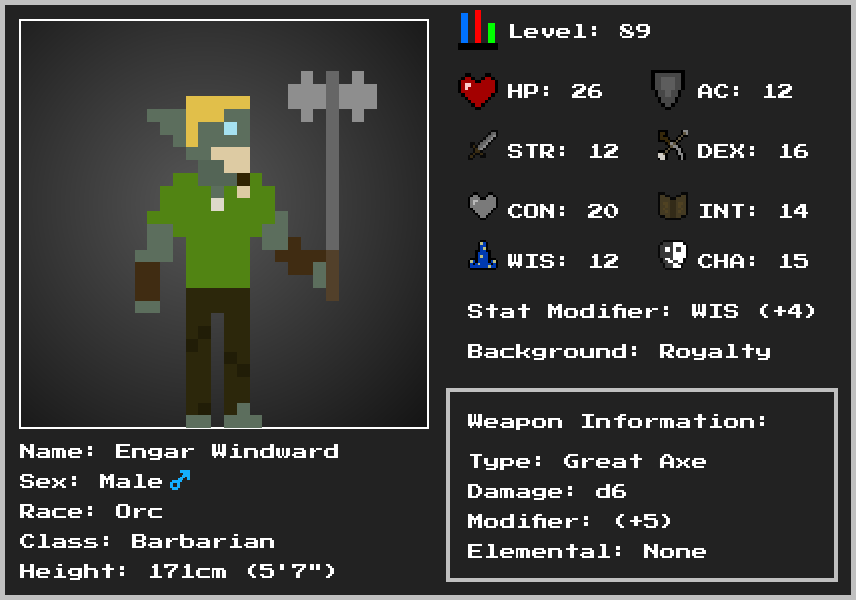 Level: 89
HP: 26
AC: 12
STR: 12
DEX: 16
CON: 20
INT: 14
WIS: 12
CHA: 15
Stat Modifier: WIS (+4)
Background: Royalty
Weapon Information:
Type: Great Axe
Damage: d6
Modifier: (+5)
Elemental: None
Name: Engar Windward
Sex: Male ♂
Race: Orc
Class: Barbarian
Height: 171cm (5'7")